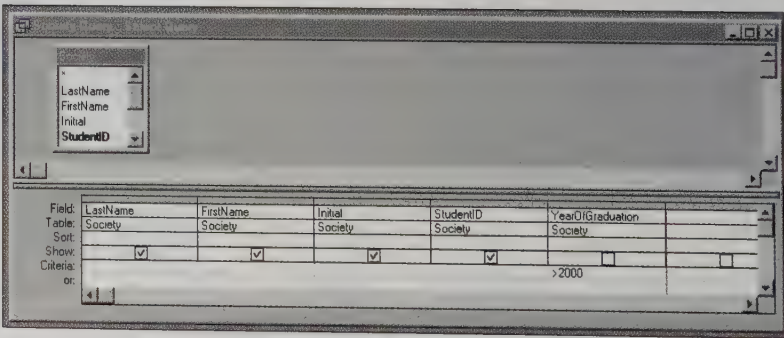 *
LastName
FirstName
Initial
StudentID
Field: LastName FirstName Initial StudentID YearOfGraduation
Table: Society Society Society Society Society
Sort:
Show:
Criteria: >2000
or: